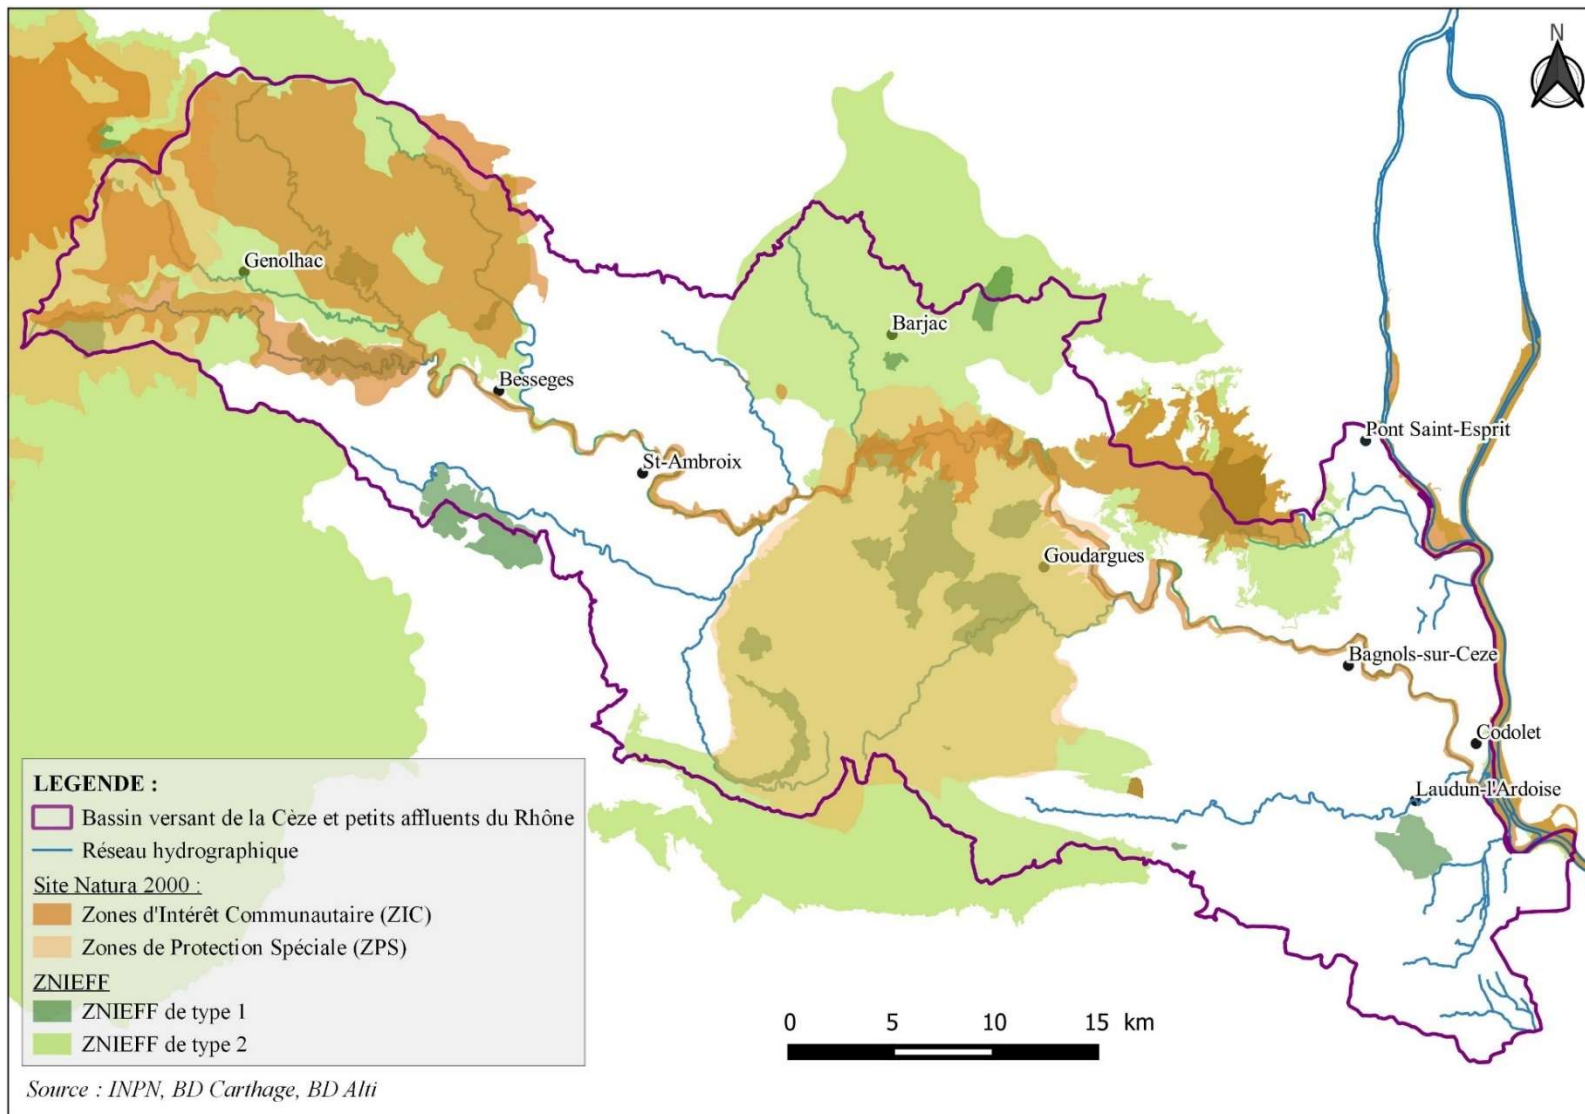 N
Genolhac
Barjac
Besseges
Pont Saint-Esprit
St-Ambroix
Goudargues
Bagnols-sur-Ceze
Codolet
Laudun-l'Ardoise
LEGENDE :
Bassin versant de la Cèze et petits affluents du Rhône
Réseau hydrographique
Site Natura 2000 :
Zones d'Intérêt Communautaire (ZIC)
Zones de Protection Spéciale (ZPS)
ZNIEFF
ZNIEFF de type 1
ZNIEFF de type 2
0 5 10 15 km
Source : INPN, BD Carthage, BD Alti